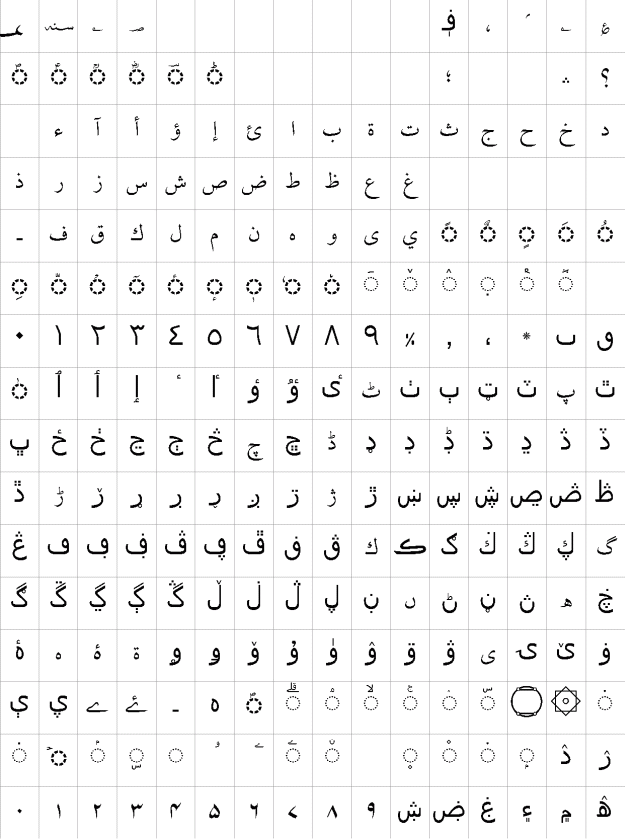 ؀ ؁ ؂ ؃ ؋ ، ؍ ؎ ؏
◌ؐ ◌ؑ ◌ؒ ◌ؓ ◌ؔ ◌ؕ ؛ ؞ ؟
ء آ أ ؤ إ ئ ا ب ة ت ث ج ح خ د
ذ ر ز س ش ص ض ط ظ ع غ
ـ ف ق ك ل م ن ه و ى ي ◌ً ◌ٌ ◌ٍ ◌َ ◌ُ
◌ِ ◌ّ ◌ْ ◌ٓ ◌ٔ ◌ٕ ◌ٖ ◌ٗ ◌٘ ◌ٙ ◌ٚ ◌ٛ ◌ٜ ◌ٝ ◌ٞ
٠ ١ ٢ ٣ ٤ ٥ ٦ ٧ ٨ ٩ ٪ ٫ ٬ ٭ ٮ ٯ
◌ٰ ٱ ٲ ٳ ٴ ٵ ٶ ٷ ٸ ٹ ٺ ٻ ټ ٽ پ ٿ
ڀ ځ ڂ ڃ ڄ څ چ ڇ ڈ ډ ڊ ڋ ڌ ڍ ڎ ڏ
ڐ ڑ ڒ ړ ڔ ڕ ږ ڗ ژ ڙ ښ ڛ ڜ ڝ ڞ ڟ
ڠ ڡ ڢ ڣ ڤ ڥ ڦ ڧ ڨ ک ڪ ګ ڬ ڭ ڮ گ
ڰ ڱ ڲ ڳ ڴ ڵ ڶ ڷ ڸ ڹ ں ڻ ڼ ڽ ھ ڿ
ۀ ہ ۂ ۃ ۄ ۅ ۆ ۇ ۈ ۉ ۊ ۋ ی ۍ ێ ۏ
ې ۑ ے ۓ ۔ ە ◌ۖ ◌ۗ ◌ۘ ◌ۙ ◌ۚ ◌ۛ ◌ۜ ۝ ۞ ◌۟
◌۠ ◌ۡ ◌ۢ ◌ۣ ◌ۤ ۥ ۦ ◌ۧ ◌ۨ ◌۪ ◌۫ ◌۬ ◌ۭ ۮ ۯ
۰ ۱ ۲ ۳ ۴ ۵ ۶ ۷ ۸ ۹ ۺ ۻ ۼ ۽ ۾ ۿ